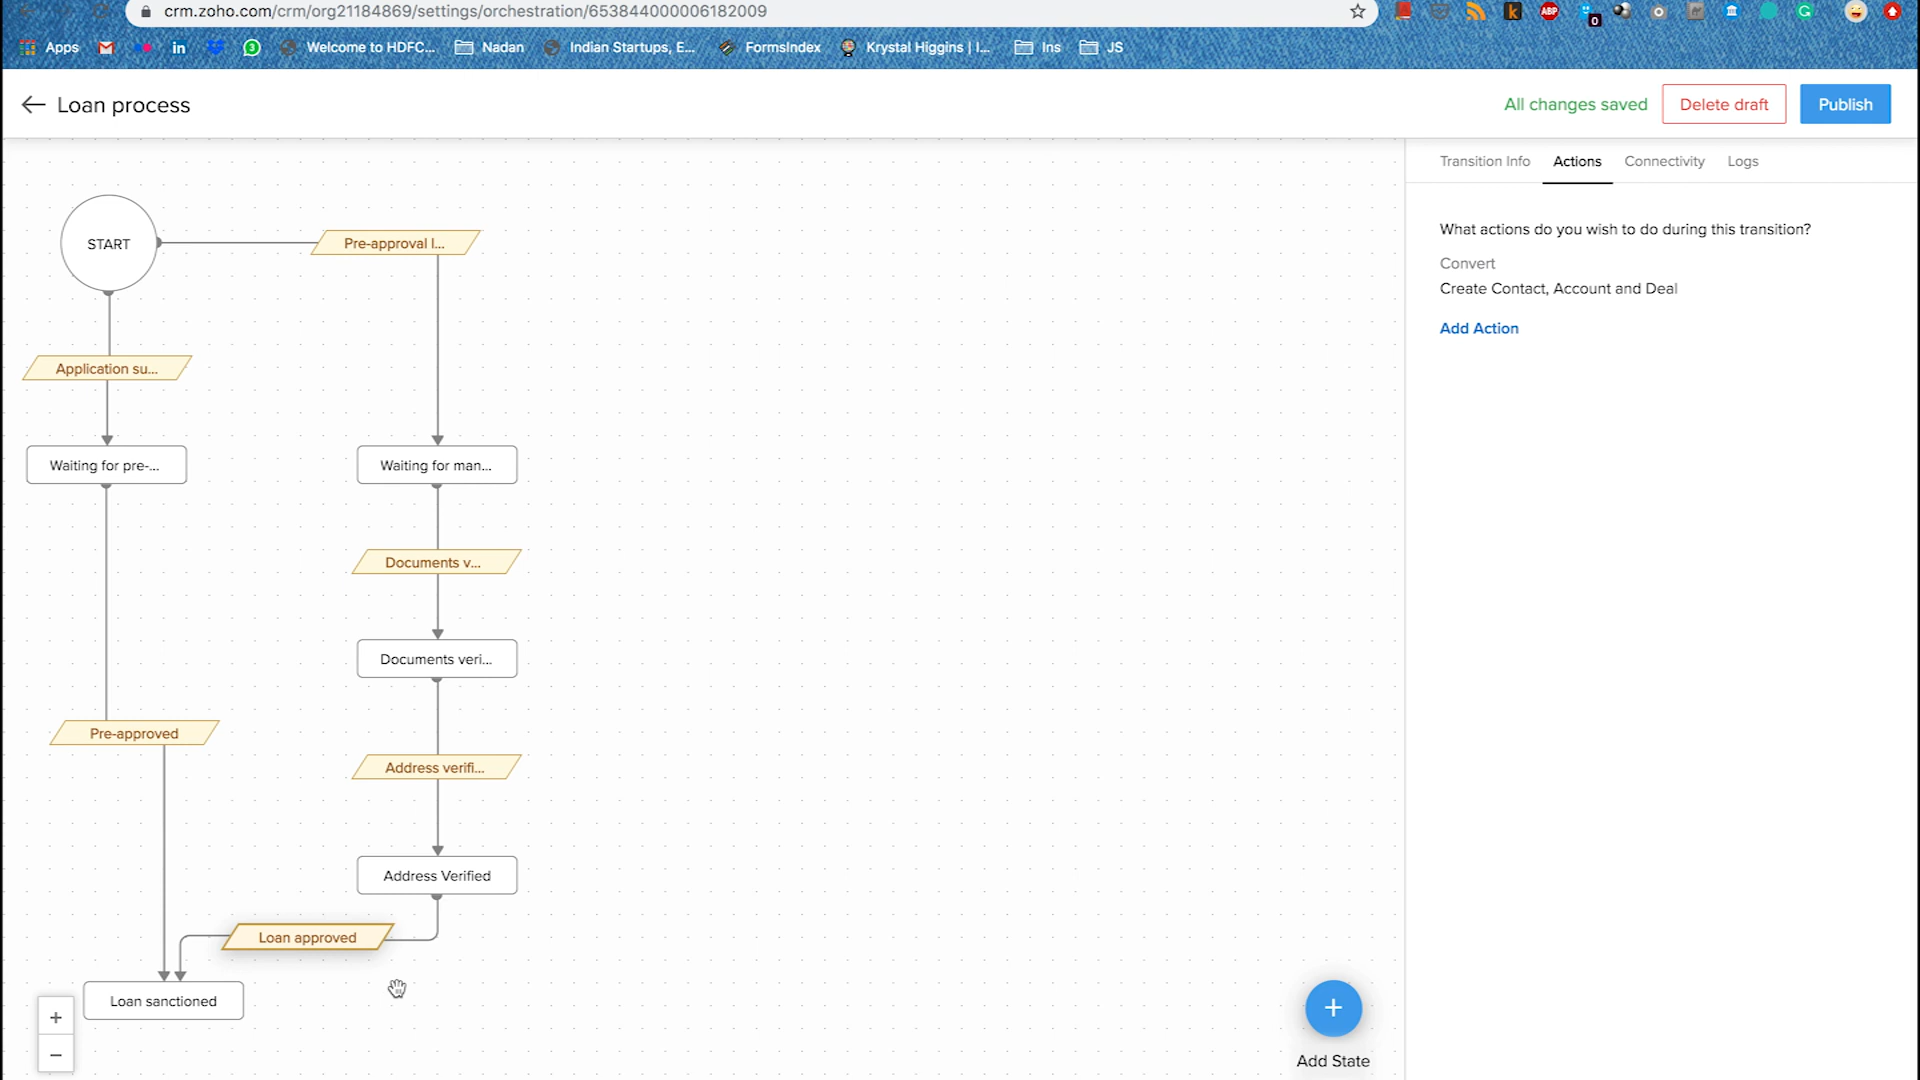 crm.zoho.com/crm/org21184869/settings/orchestration/653844000006182009
ABP
0
Apps
3
Welcome to HDFC...
Nadan
Indian Startups, E...
FormsIndex
Krystal Higgins | I...
Ins
JS
Loan process
All changes saved
Delete draft
Publish
Transition Info
Actions
Connectivity
Logs
START
Pre-approval l...
What actions do you wish to do during this transition?
Convert
Create Contact, Account and Deal
Add Action
Application su...
Waiting for pre-...
Waiting for man...
Documents v...
Documents veri...
Pre-approved
Address verifi...
Address Verified
Loan approved
Loan sanctioned
+
−
+
Add State